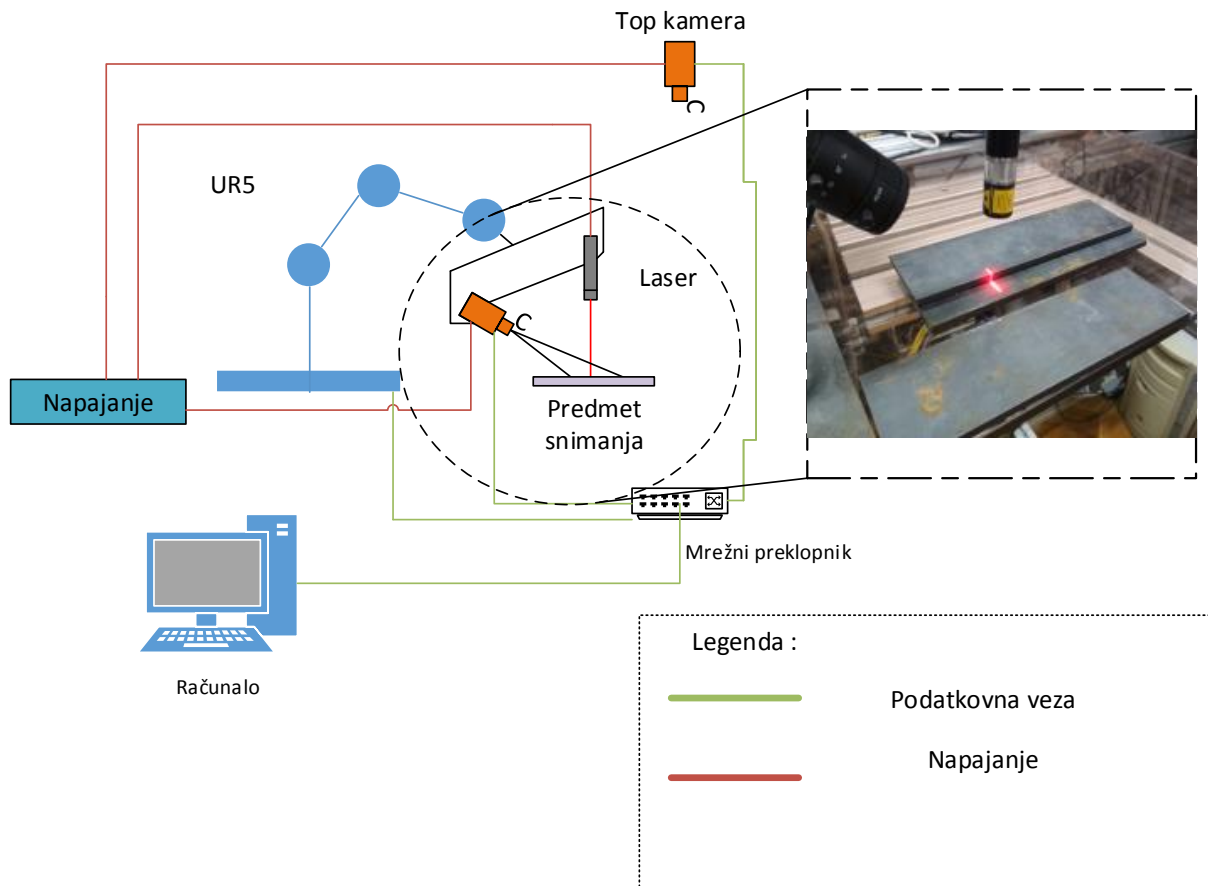 Top kamera
UR5
Laser
Napajanje
Predmet
snimanja
Mrežni preklopnik
Računalo
Legenda :
Podatkovna veza
Napajanje